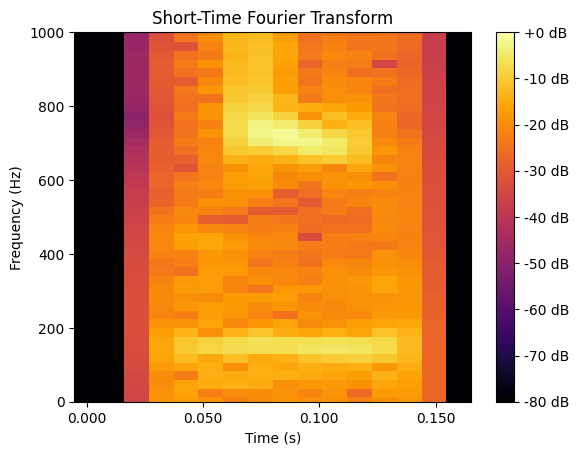 Short-Time Fourier Transform
Frequency (Hz)
1000
800
600
400
200
0
0.000
0.050
0.100
0.150
Time (s)
+0 dB
-10 dB
-20 dB
-30 dB
-40 dB
-50 dB
-60 dB
-70 dB
-80 dB